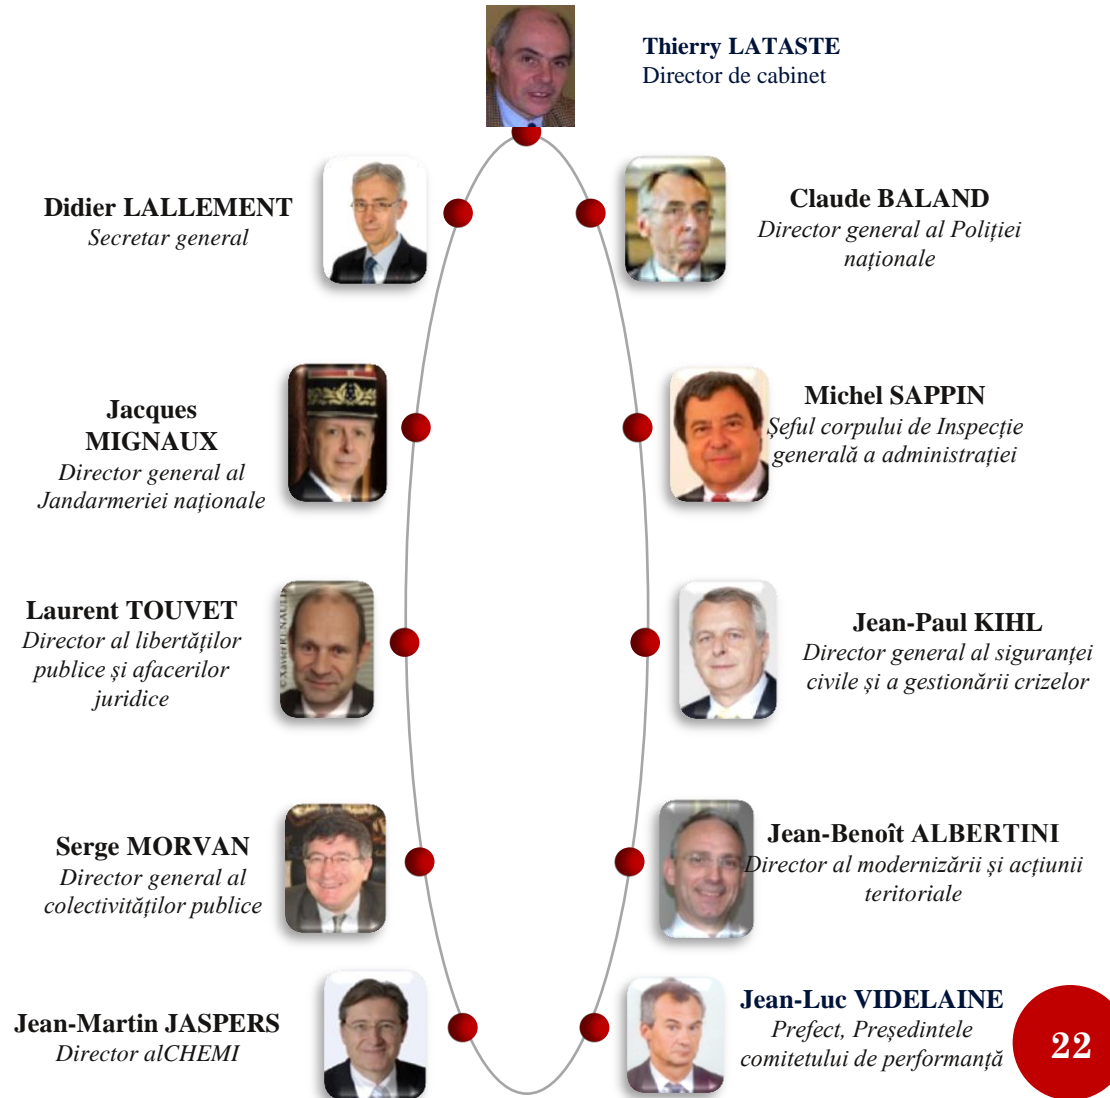 Thierry LATASTE
Director de cabinet
Didier LALLEMENT
Secretar general
Claude BALAND
Director general al Poliției
naționale
Jacques
MIGNAUX
Director general al
Jandarmeriei naționale
Michel SAPPIN
Șeful corpului de Inspecție
generală a administrației
Laurent TOUVET
Director al libertăților
publice și afacerilor
juridice
©Xavier RENAULD
Jean-Paul KIHL
Director general al siguranței
civile și a gestionării crizelor
Serge MORVAN
Director general al
colectivităților publice
Jean-Benoît ALBERTINI
Director al modernizării și acțiunii
teritoriale
Jean-Martin JASPERS
Director alCHEMI
Jean-Luc VIDELAINE
Prefect, Președintele
comitetului de performanță
22